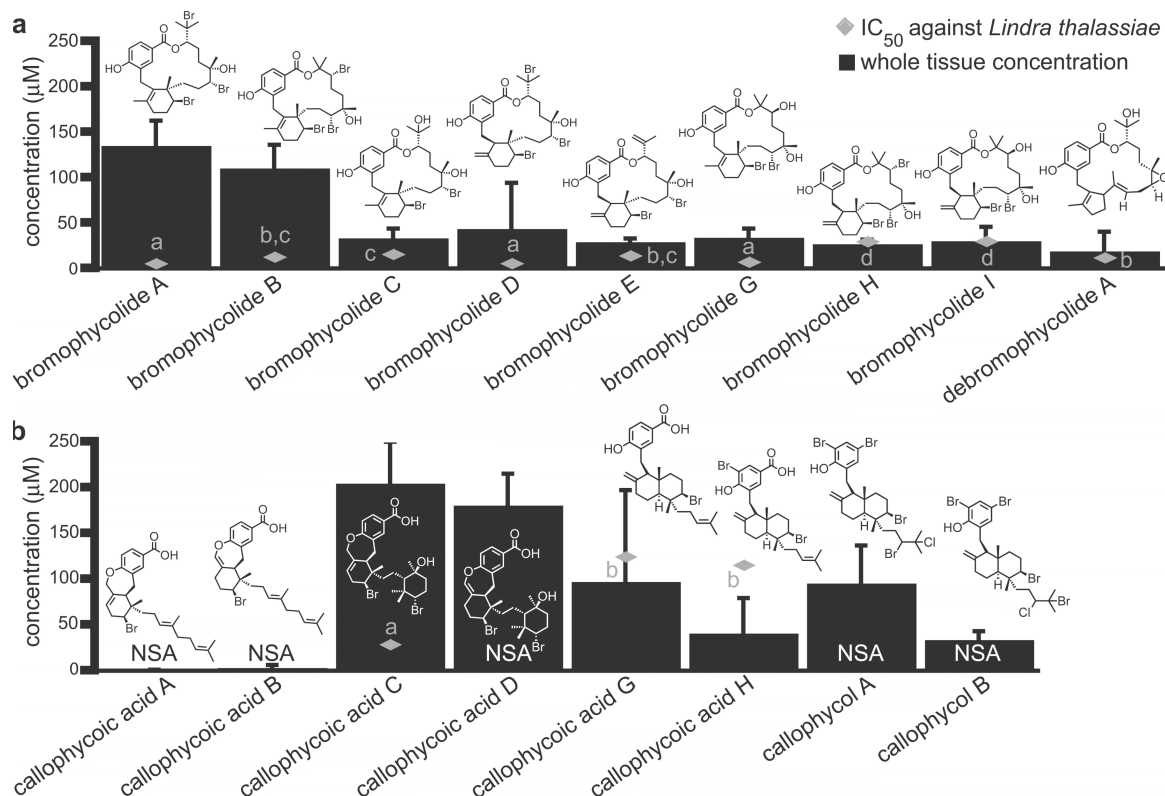 a
IC50 against Lindra thalassiae
whole tissue concentration
concentration (µM)
250
200
150
100
50
0
a
b,c
c
a
b,c
a
d
d
b
bromophycolide A
bromophycolide B
bromophycolide C
bromophycolide D
bromophycolide E
bromophycolide G
bromophycolide H
bromophycolide I
debromophycolide A
b
concentration (µM)
250
200
150
100
50
0
NSA
NSA
a
NSA
b
b
NSA
NSA
callophycoic acid A
callophycoic acid B
callophycoic acid C
callophycoic acid D
callophycoic acid G
callophycoic acid H
callophycol A
callophycol B